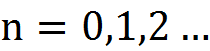 n = 0,1,2 …